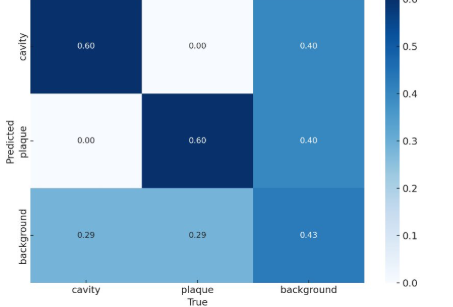 cavity 0.60 0.00 0.40
Predicted plaque 0.00 0.60 0.40
background 0.29 0.29 0.43
cavity plaque background
True
0.5
0.4
0.3
0.2
0.1
0.0